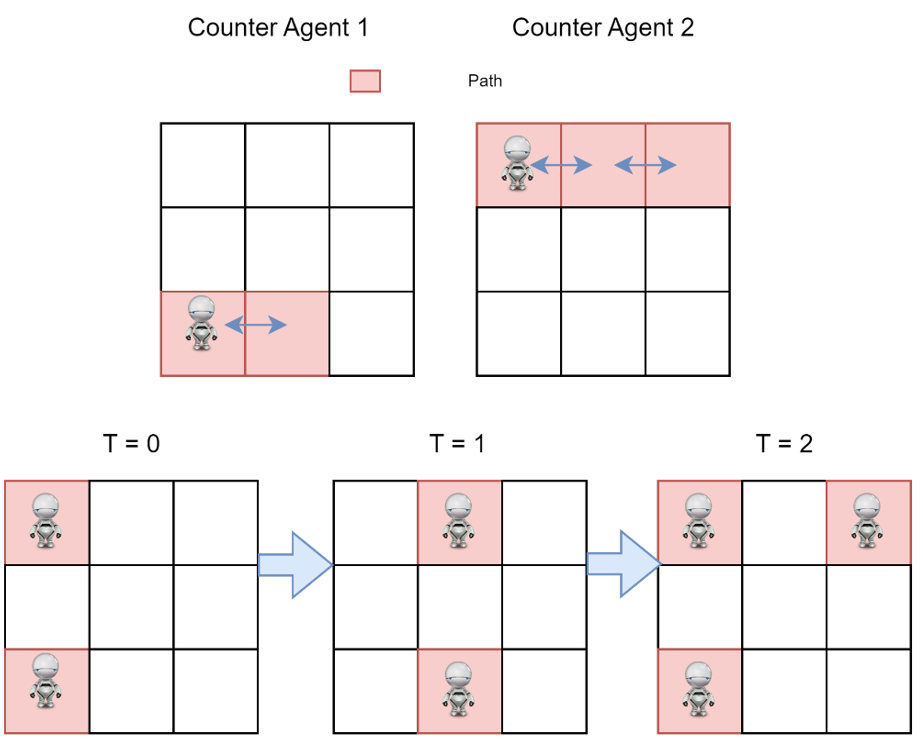 Counter Agent 1
Counter Agent 2
Path
T = 0
T = 1
T = 2